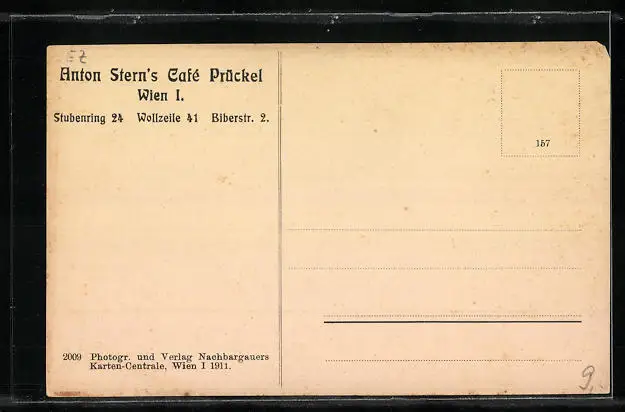 EZ
Anton Stern's Café Prückel
Wien I.
Stubenring 24 Wollzeile 41 Biberstr. 2.
157
2009 Photogr. und Verlag Nachbargauers
Karten-Centrale, Wien I 1911.
9,